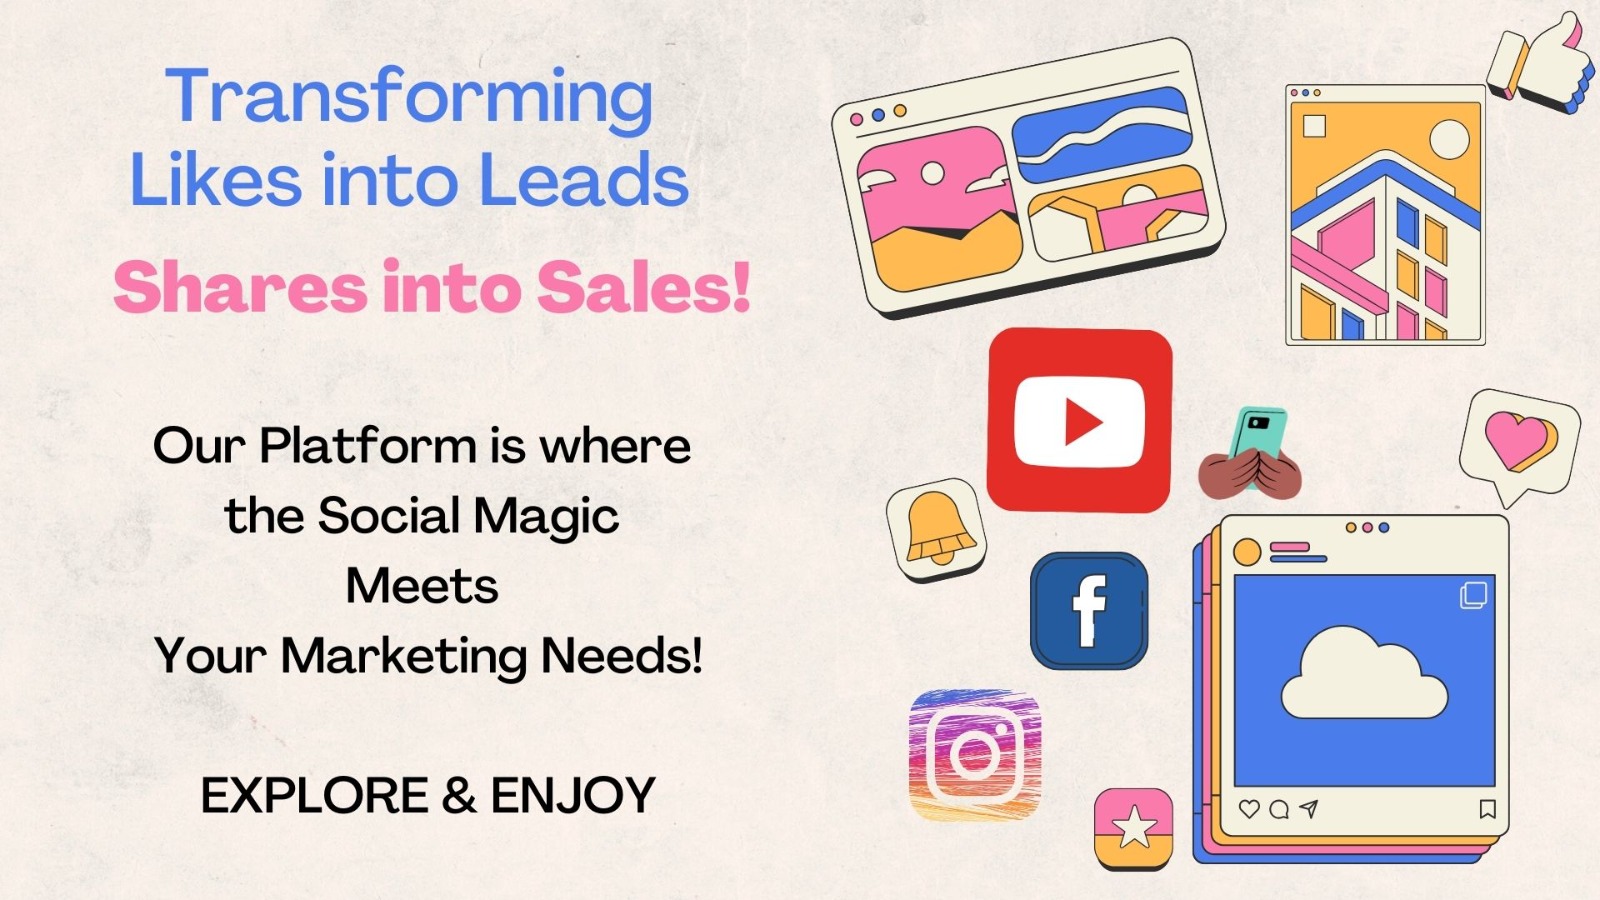 Transforming
Likes into Leads
Shares into Sales!
Our Platform is where
the Social Magic
Meets
Your Marketing Needs!
EXPLORE & ENJOY